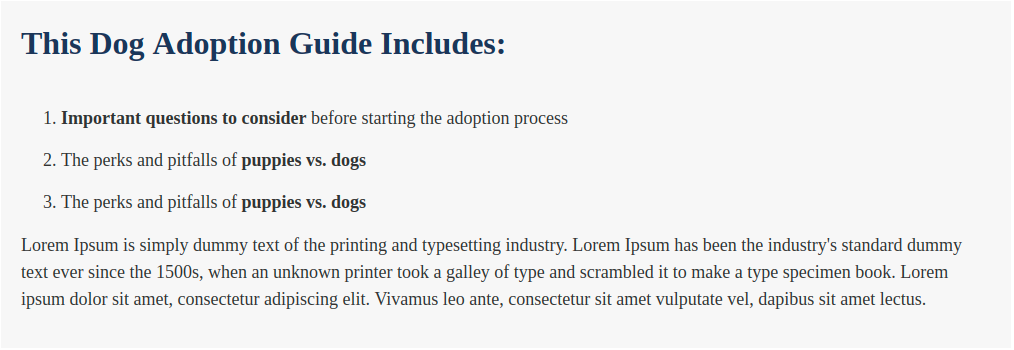 This Dog Adoption Guide Includes:
1. Important questions to consider before starting the adoption process
2. The perks and pitfalls of puppies vs. dogs
3. The perks and pitfalls of puppies vs. dogs
Lorem Ipsum is simply dummy text of the printing and typesetting industry. Lorem Ipsum has been the industry's standard dummy
text ever since the 1500s, when an unknown printer took a galley of type and scrambled it to make a type specimen book. Lorem
ipsum dolor sit amet, consectetur adipiscing elit. Vivamus leo ante, consectetur sit amet vulputate vel, dapibus sit amet lectus.